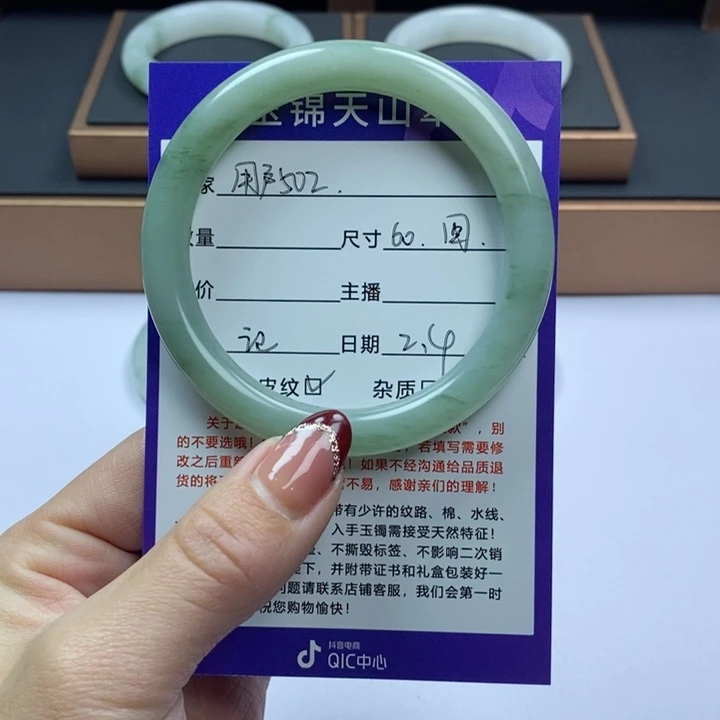 锦天山
家 用户502.
量 尺寸 60. 圆.
价 主播
记 日期 2.4
皮纹☑ 杂质□
关于 款”，别
的不要选哦！ 若填写需要修
改之后重新 ！如果不经沟通给品质退
货的将 不易，感谢亲们的理解！
带有少许的纹路、棉、水线、
入手玉镯需接受天然特征！
、不撕毁标签、不影响二次销
下，并附带证书和礼盒包装好一
问题请联系店铺客服，我们会第一时
祝您购物愉快！
抖音电商
QIC中心